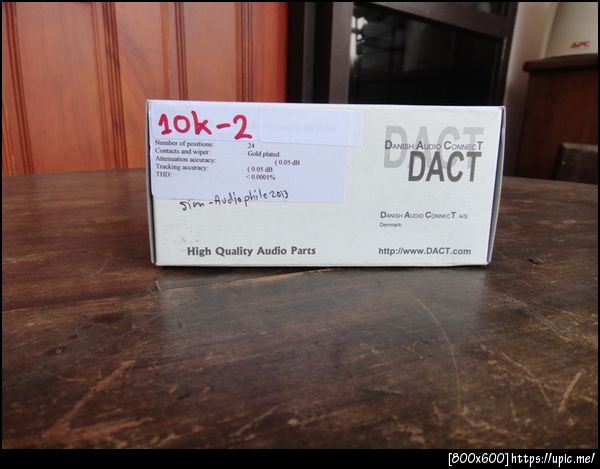 10k-2
Number of positions: 24
Contacts and wiper: Gold plated
Attenuation accuracy: ( 0.05 dB
Tracking accuracy: ( 0.05 dB
THD: < 0.0001%
DACT
DANISH AUDIO CONNECT
DACT
sian-Audiophile2013
DANISH AUDIO CONNECT A/S
Denmark
High Quality Audio Parts
http://www.DACT.com
APC
[800x600]https://upic.me/